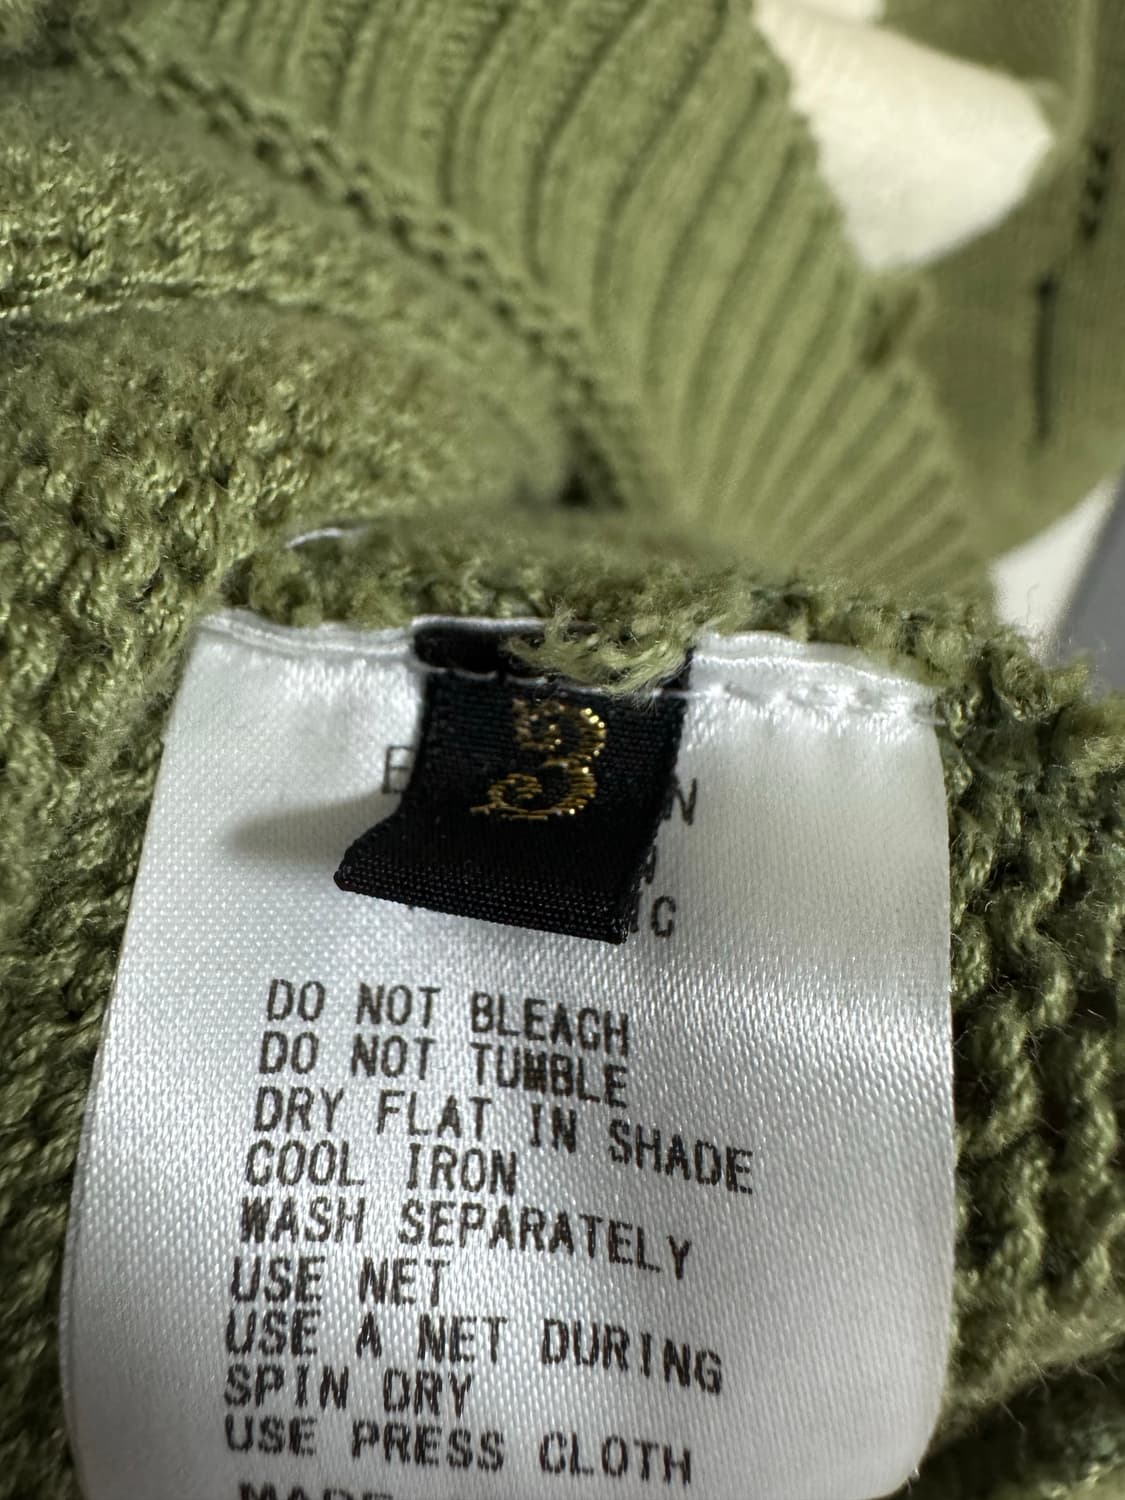 DO NOT BLEACH
DO NOT TUMBLE
DRY FLAT IN SHADE
COOL IRON
WASH SEPARATELY
USE NET
USE A NET DURING
SPIN DRY
USE PRESS CLOTH
MADE